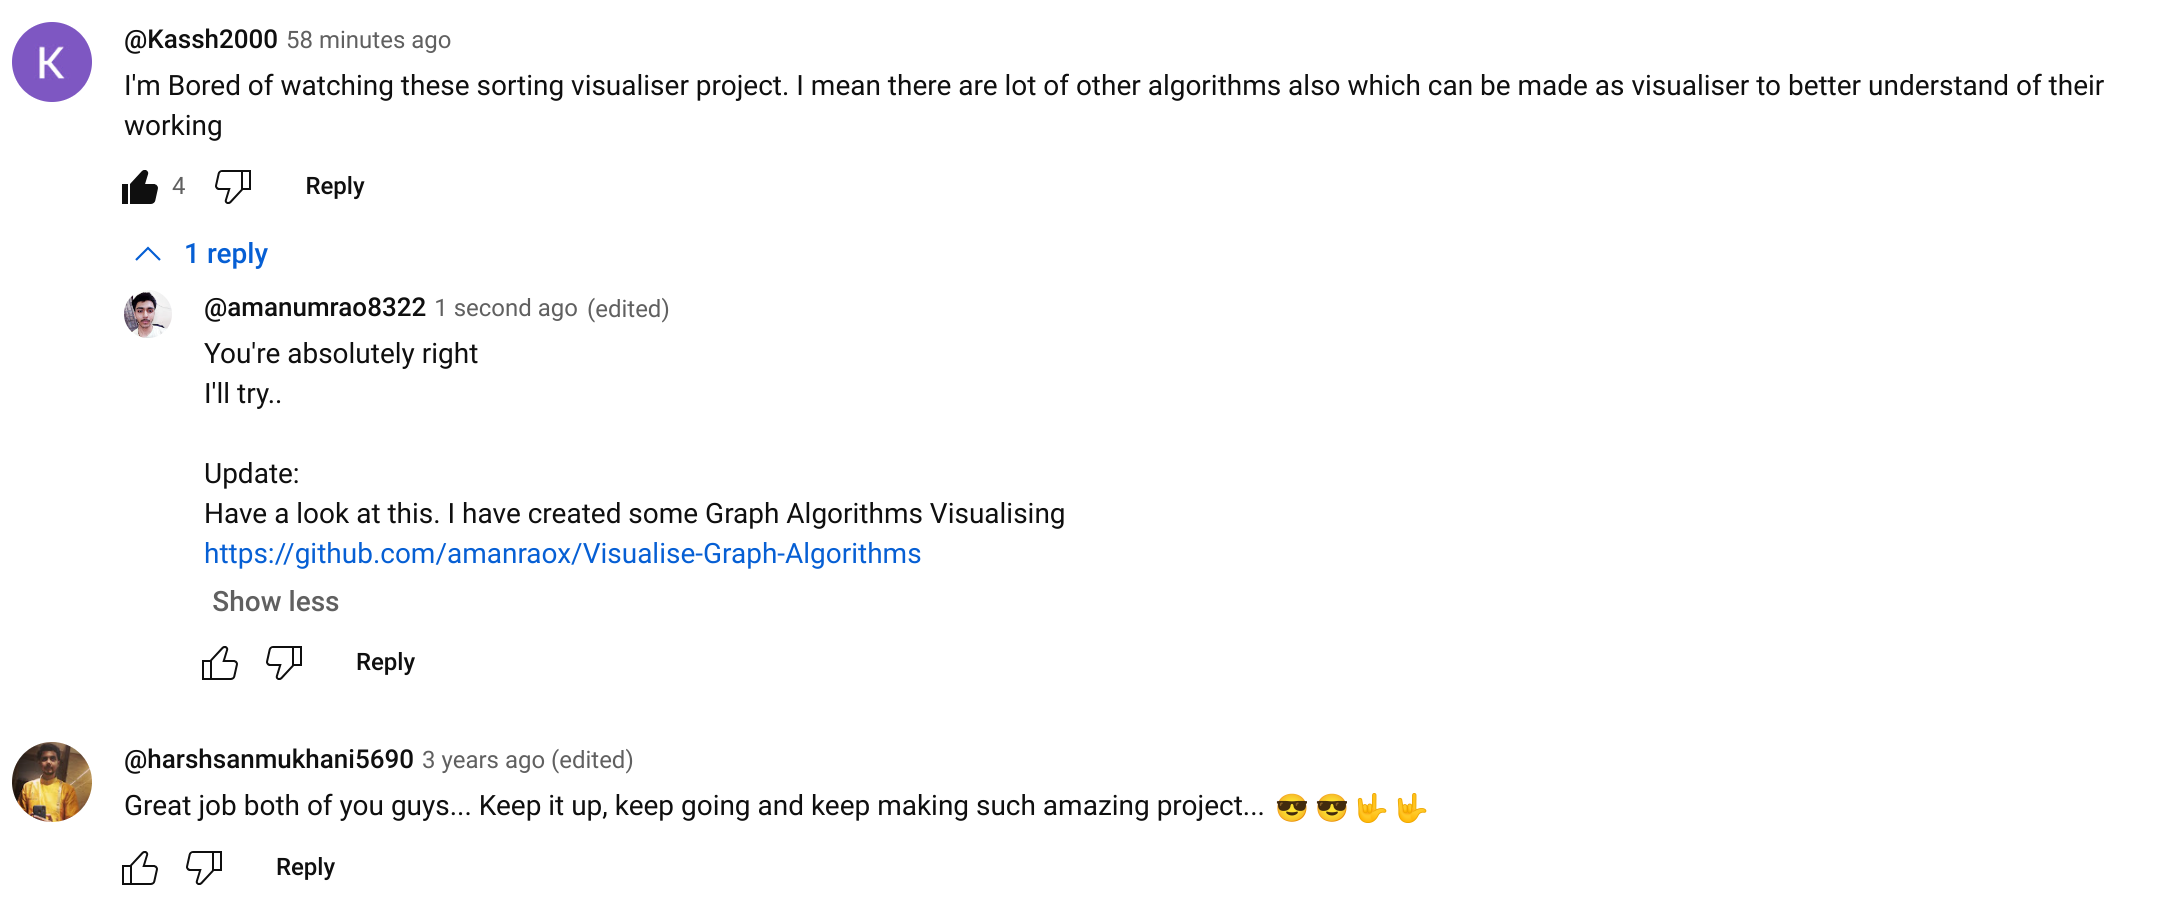 K
@Kassh2000 58 minutes ago
I'm Bored of watching these sorting visualiser project. I mean there are lot of other algorithms also which can be made as visualiser to better understand of their
working
4 Reply
1 reply
@amanumrao8322 1 second ago (edited)
You're absolutely right
I'll try..
Update:
Have a look at this. I have created some Graph Algorithms Visualising
https://github.com/amanraox/Visualise-Graph-Algorithms
Show less
Reply
@harshsanmukhani5690 3 years ago (edited)
Great job both of you guys... Keep it up, keep going and keep making such amazing project... 😎😎🤟🤟
Reply